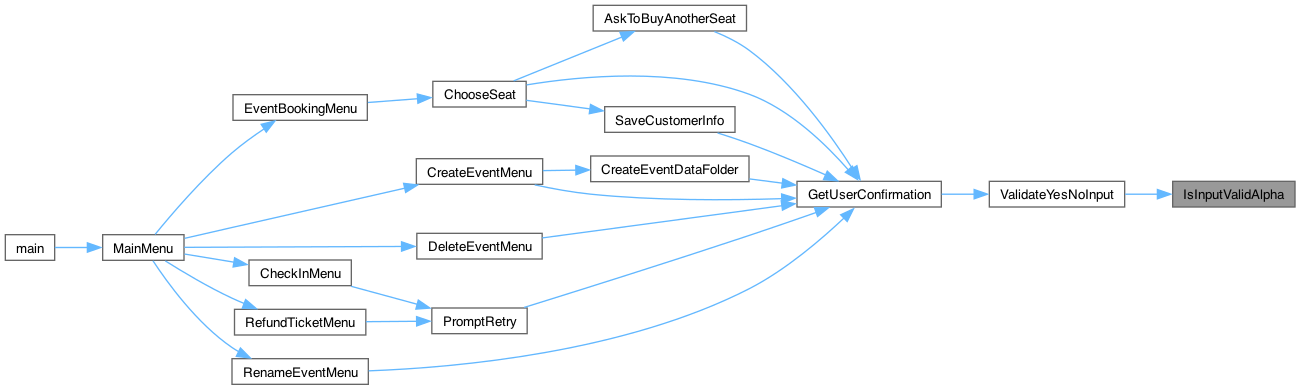 AskToBuyAnotherSeat
ChooseSeat
EventBookingMenu
SaveCustomerInfo
CreateEventMenu
CreateEventDataFolder
GetUserConfirmation
ValidateYesNoInput
IsInputValidAlpha
main
MainMenu
DeleteEventMenu
CheckInMenu
RefundTicketMenu
PromptRetry
RenameEventMenu